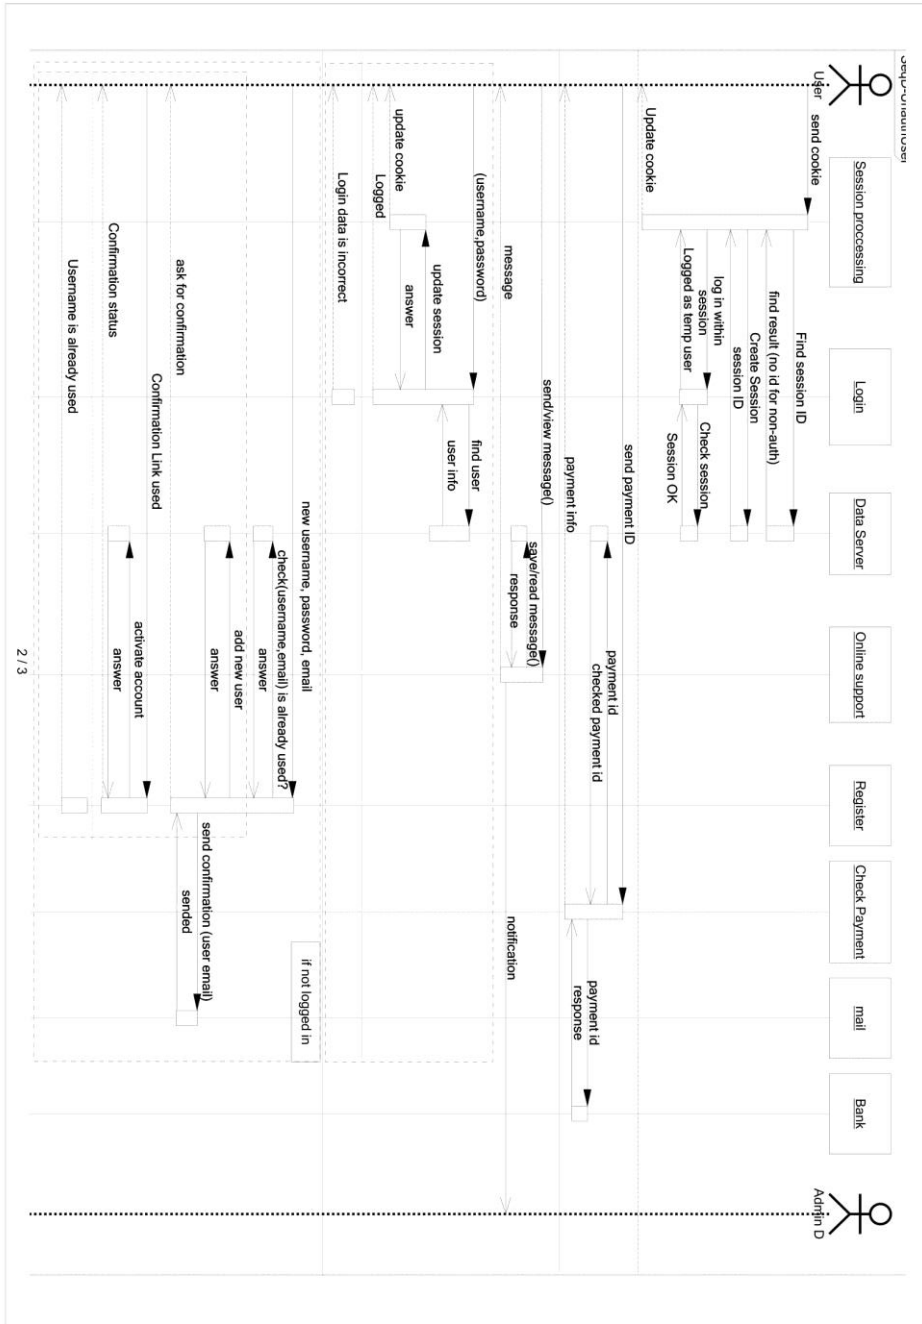 SeqD-UnauthUser
User
Session proccessing
Login
Data Server
Online support
Register
Check Payment
mail
Bank
Admin D
send cookie
Find session ID
find result (no id for non-auth)
Create Session
session ID
log in within
session
Check session
Session OK
Logged as temp user
Update cookie
send payment ID
payment id
checked payment id
payment id
response
payment info
send/view message()
save/read message()
response
notification
message
(username,password)
find user
user info
update session
answer
update cookie
Logged
Login data is incorrect
if not logged in
new username, password, email
check(username,email) is already used?
answer
add new user
answer
send confirmation (user email)
sended
ask for confirmation
Confirmation Link used
activate account
answer
Confirmation status
Username is already used
2 / 3